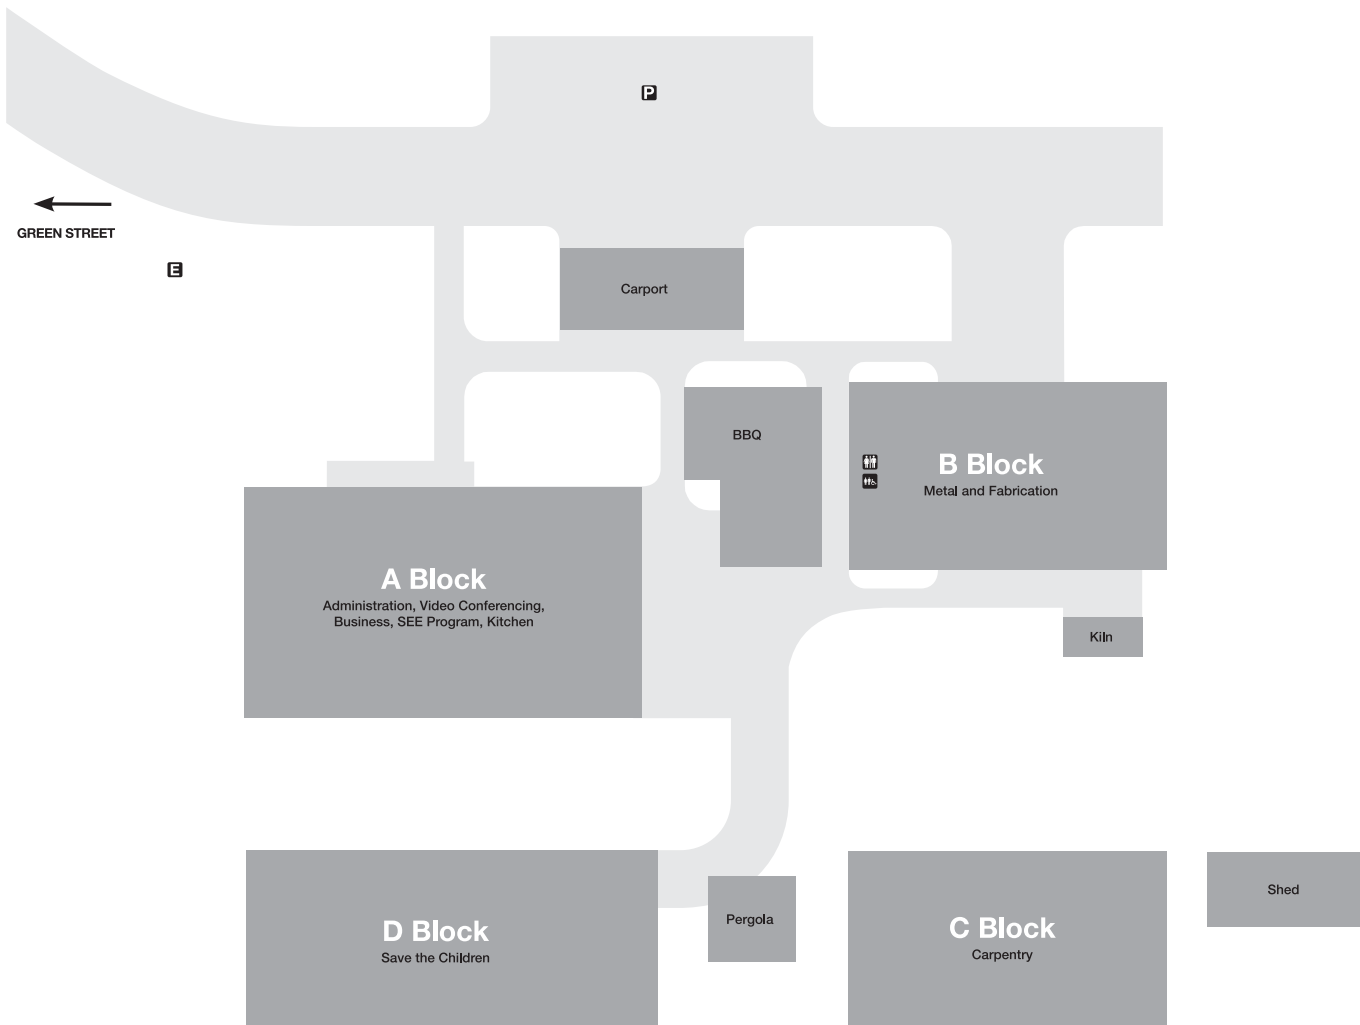 P
GREEN STREET
E
Carport
BBQ
B Block
Metal and Fabrication
A Block
Administration, Video Conferencing,
Business, SEE Program, Kitchen
Kiln
Shed
Pergola
D Block
Save the Children
C Block
Carpentry